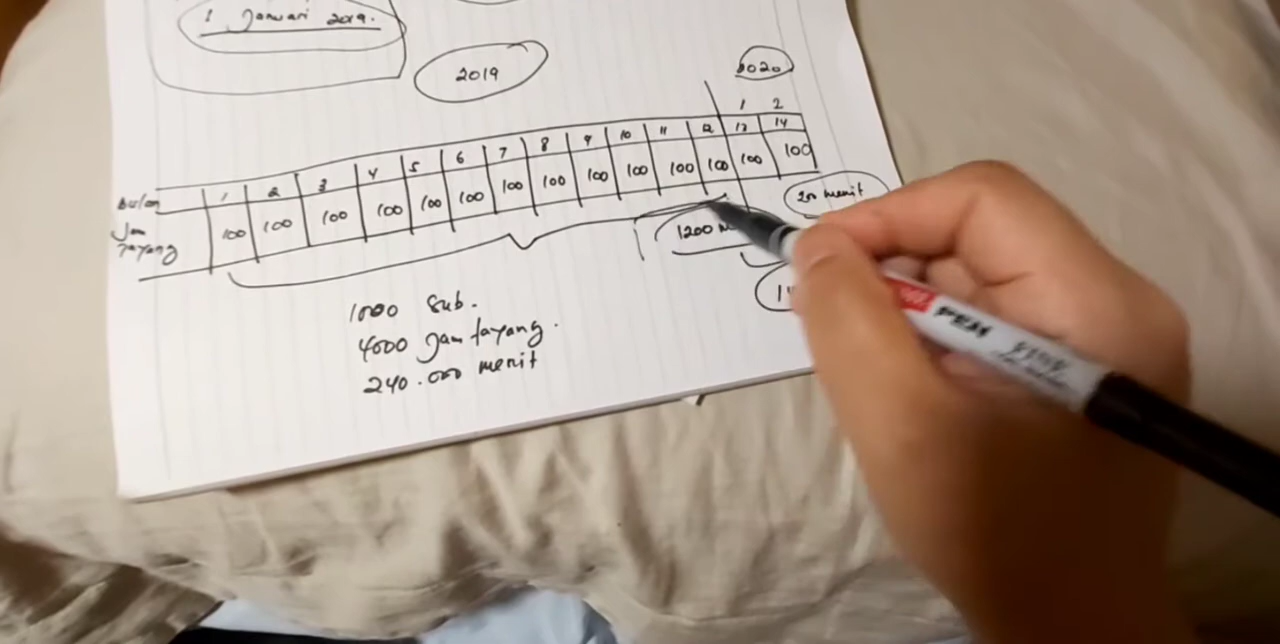 1 Januari 2019.
2019
2020
1 2
Bulan 1 2 3 4 5 6 7 8 9 10 11 12 13 14
Jam Tayang 100 100 100 100 100 100 100 100 100 100 100 100 100 100
200 menit
1200
1000 Sub.
4000 Jam tayang.
240.000 menit
PEN